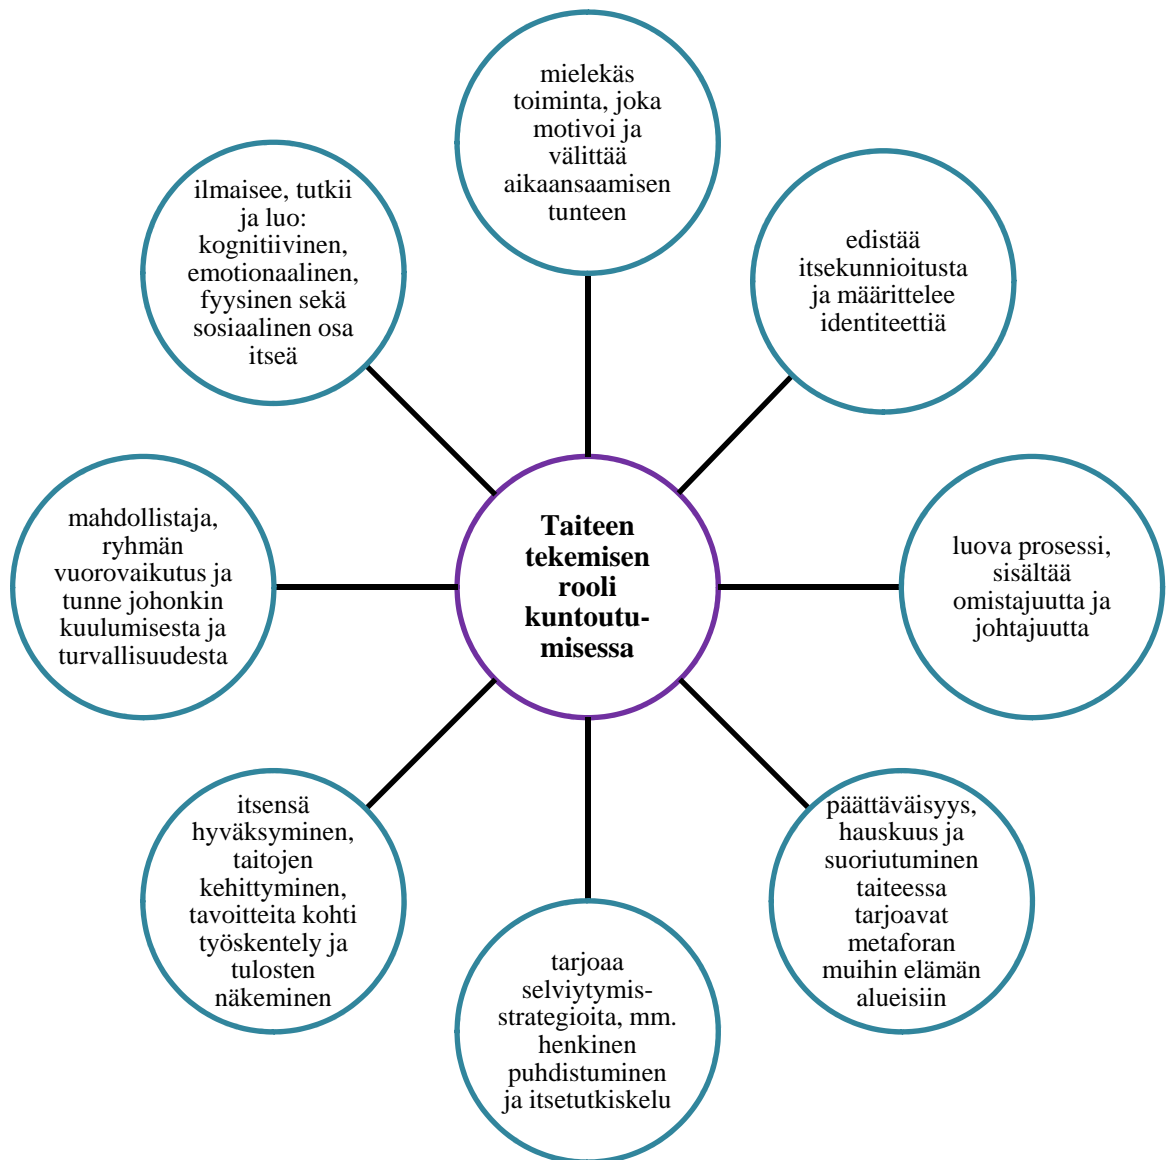 mielekäs
toiminta, joka
motivoi ja
välittää
aikaansaamisen
tunteen
edistää
itsekunnioitusta
ja määrittelee
identiteettiä
luova prosessi,
sisältää
omistajuutta ja
johtajuutta
päättäväisyys,
hauskuus ja
suoriutuminen
taiteessa
tarjoavat
metaforan
muihin elämän
alueisiin
tarjoaa
selviytymis-
strategioita, mm.
henkinen
puhdistuminen
ja itsetutkiskelu
itsensä
hyväksyminen,
taitojen
kehittyminen,
tavoitteita kohti
työskentely ja
tulosten
näkeminen
mahdollistaja,
ryhmän
vuorovaikutus ja
tunne johonkin
kuulumisesta ja
turvallisuudesta
ilmaisee, tutkii
ja luo:
kognitiivinen,
emotionaalinen,
fyysinen sekä
sosiaalinen osa
itseä
Taiteen
tekemisen
rooli
kuntoutu-
misessa